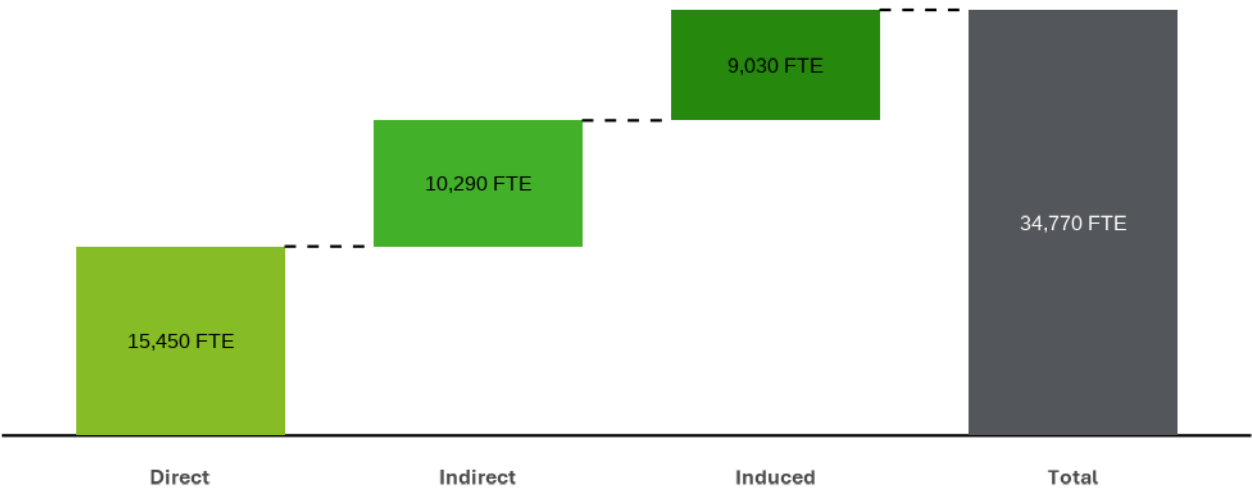 9,030 FTE
10,290 FTE
34,770 FTE
15,450 FTE
Direct Indirect Induced Total